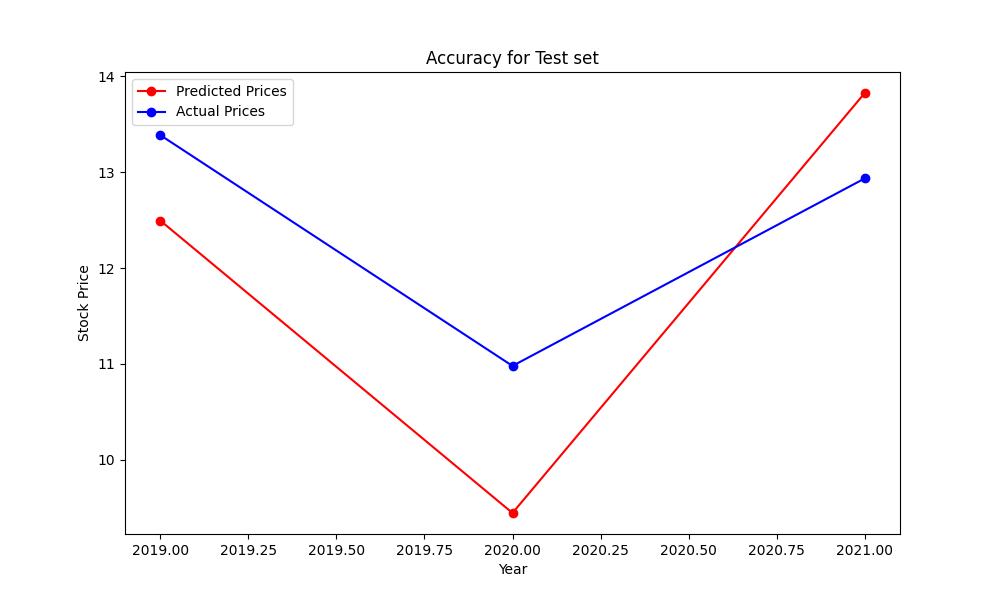 Accuracy for Test set
Predicted Prices
Actual Prices
Stock Price
14
13
12
11
10
2019.00 2019.25 2019.50 2019.75 2020.00 2020.25 2020.50 2020.75 2021.00
Year